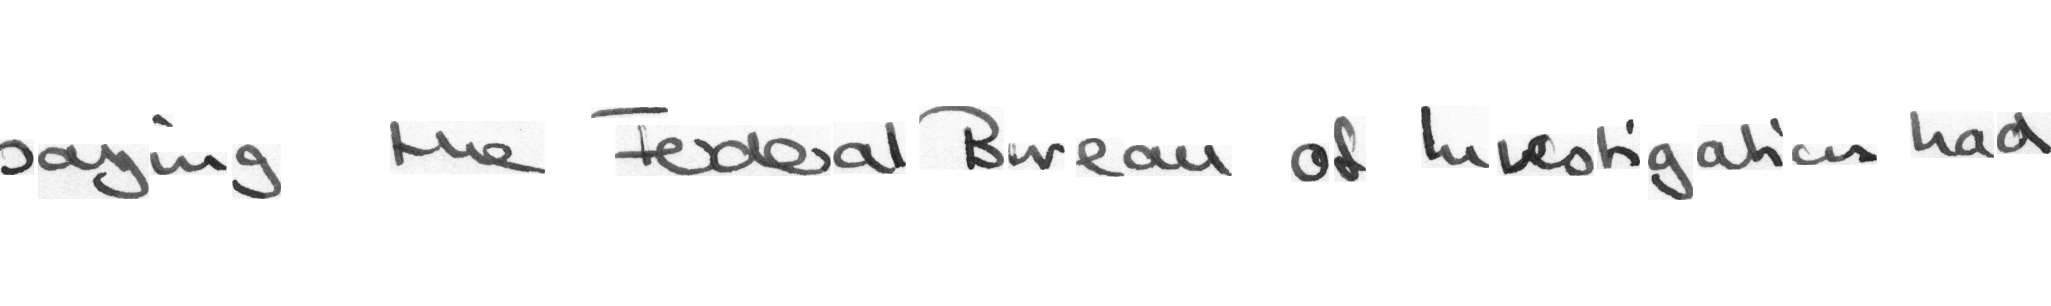 saying the Federal Bureau of Investigation had